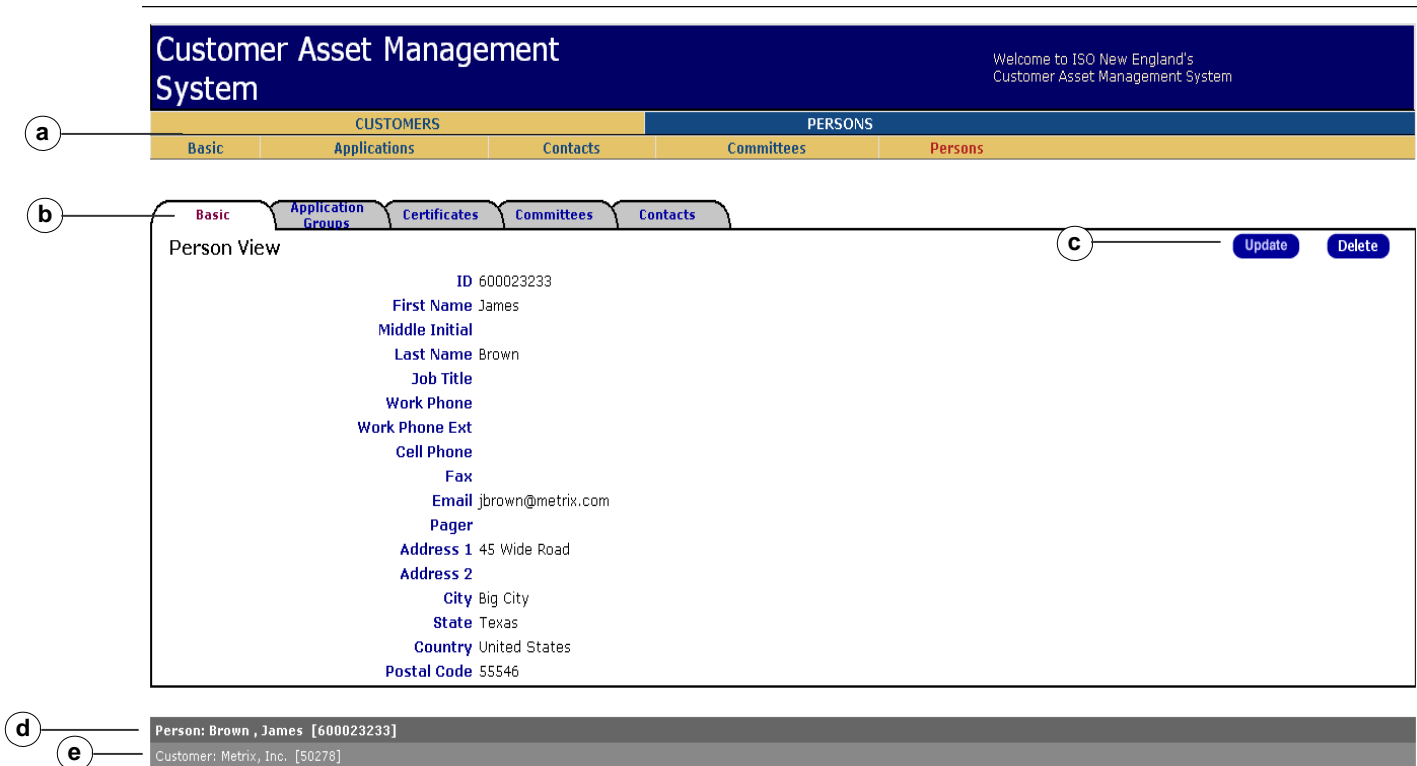 Customer Asset Management
System
Welcome to ISO New England's
Customer Asset Management System
a
CUSTOMERS PERSONS
Basic Applications Contacts Committees Persons
b
Basic Application Groups Certificates Committees Contacts
Person View
c
Update Delete
ID 600023233
First Name James
Middle Initial
Last Name Brown
Job Title
Work Phone
Work Phone Ext
Cell Phone
Fax
Email jbrown@metrix.com
Pager
Address 1 45 Wide Road
Address 2
City Big City
State Texas
Country United States
Postal Code 55546
d
Person: Brown , James [600023233]
e
Customer: Metrix, Inc. [50278]